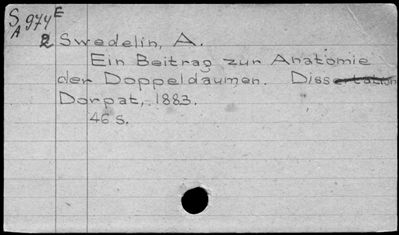 S 974 E
A 2 Swedelin, A.
Ein Beitrag zur Anatomie
der Doppeldaumen. Dissertation
Dorpat, 1883.
46 S.